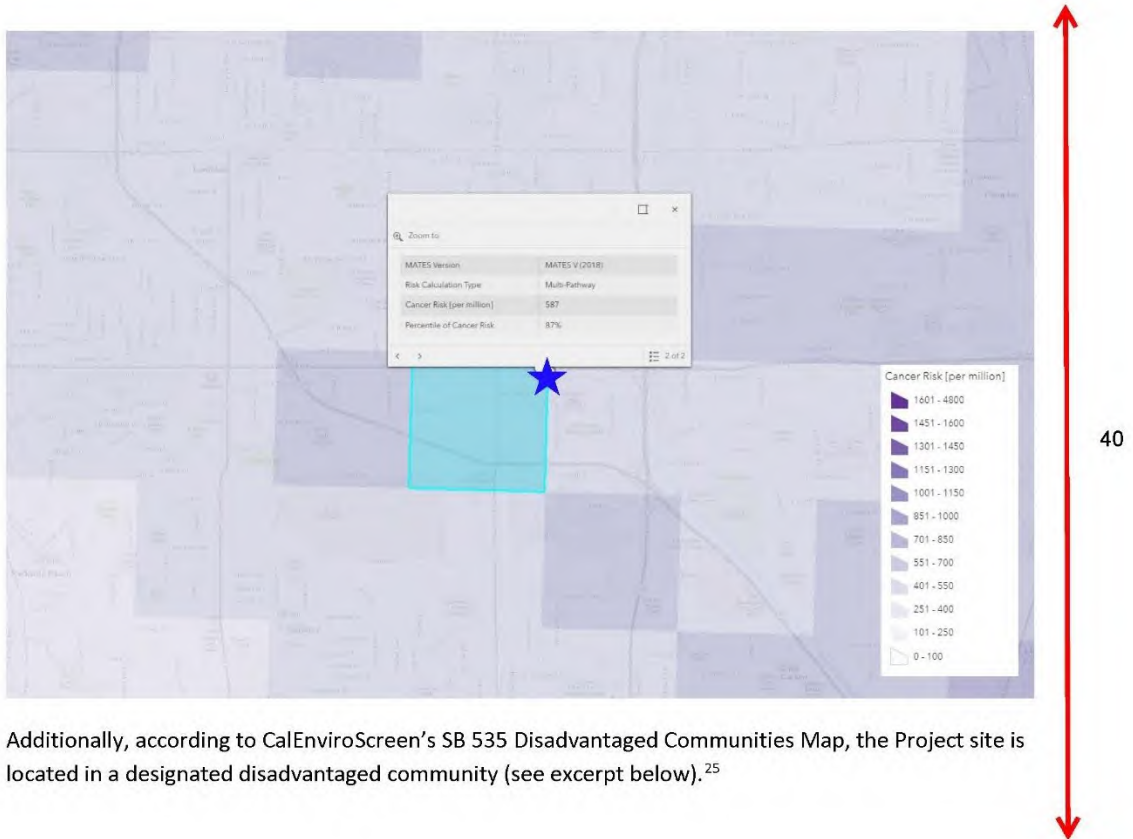 Zoom to
MATES Version MATES V (2018)
Risk Calculation Type Multi-Pathway
Cancer Risk [per million] 587
Percentile of Cancer Risk 87%
2 of 2
Cancer Risk [per million]
1601 - 4800
1451 - 1600
1301 - 1450
1151 - 1300
1001 - 1150
851 - 1000
701 - 850
551 - 700
401 - 550
251 - 400
101 - 250
0 - 100
40
Additionally, according to CalEnviroScreen's SB 535 Disadvantaged Communities Map, the Project site is
located in a designated disadvantaged community (see excerpt below).25